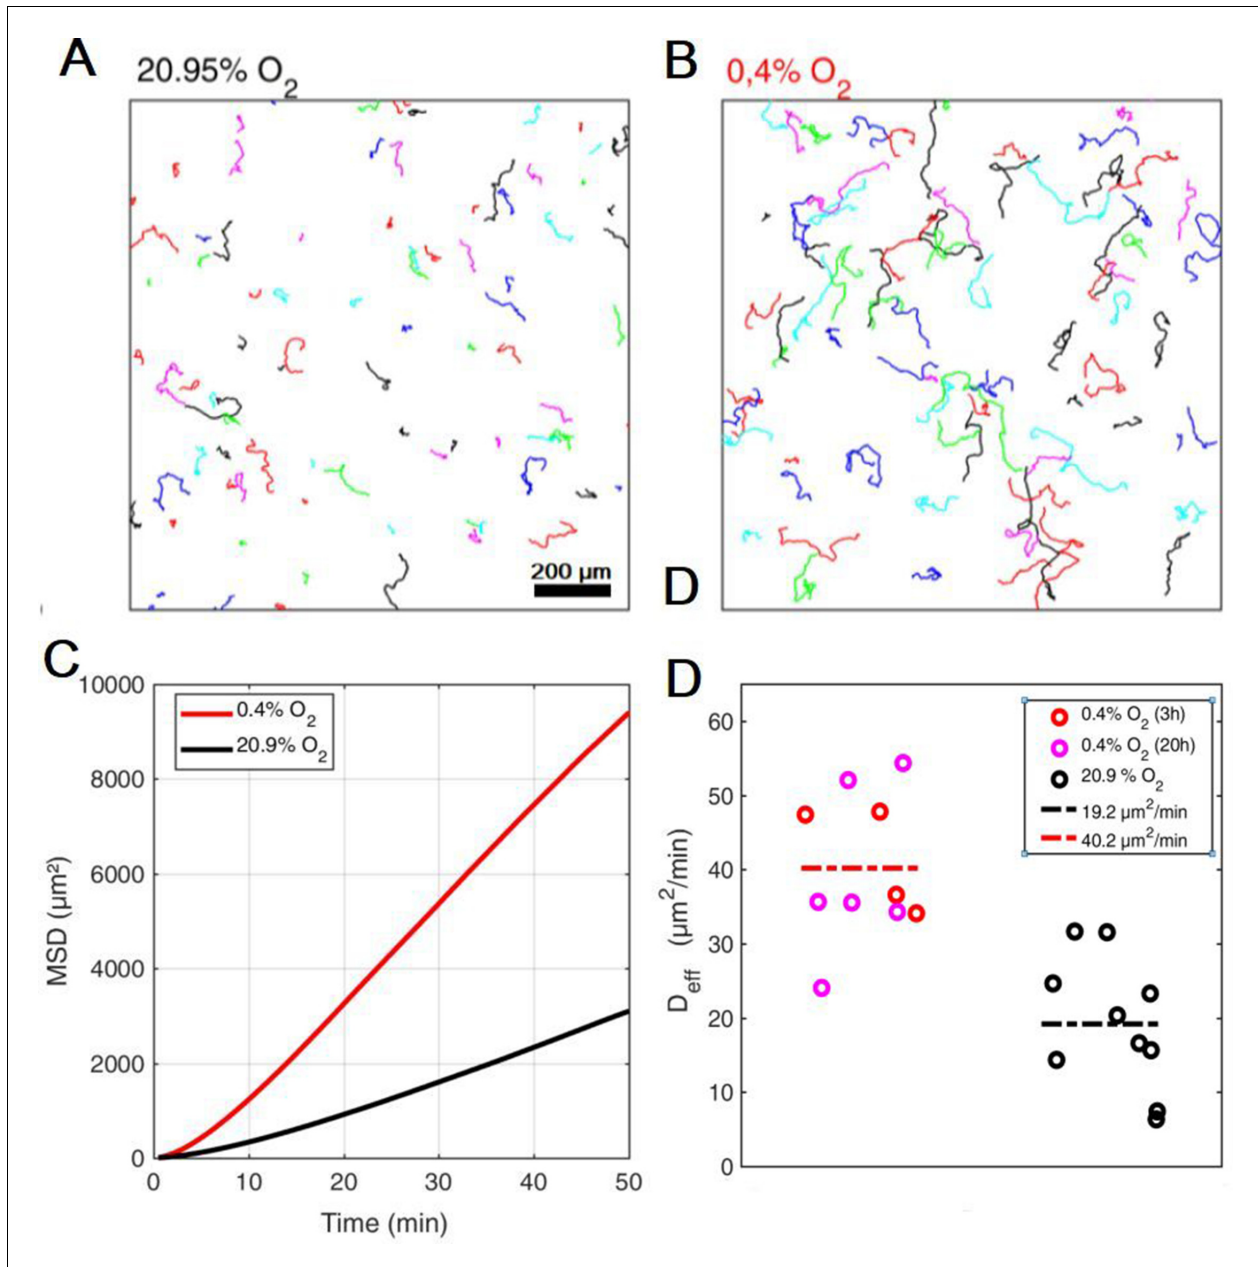 A
20.95% O2
B
0,4% O2
200 µm
D
C
10000
8000
6000
4000
2000
0
MSD (µm²)
0.4% O2
20.9% O2
0 10 20 30 40 50
Time (min)
D
60
50
40
30
20
10
0
Deff (µm²/min)
0.4% O2 (3h)
0.4% O2 (20h)
20.9 % O2
19.2 µm²/min
40.2 µm²/min